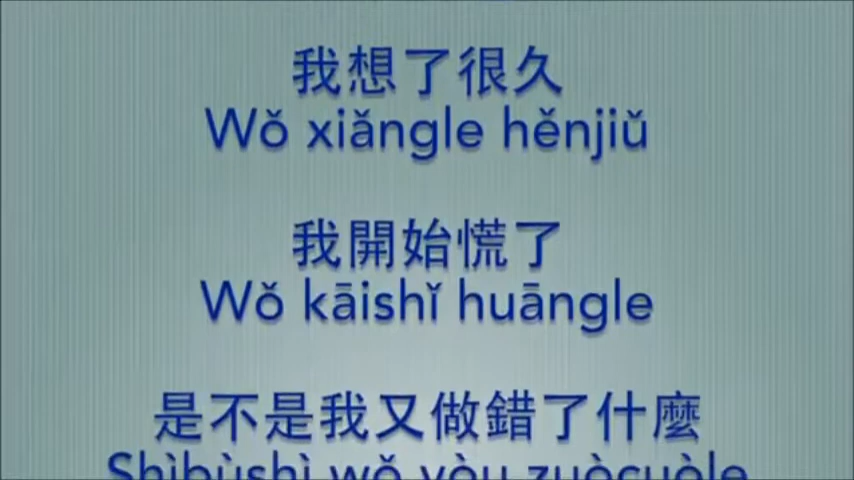 我想了很久
Wǒ xiǎngle hěnjiǔ
我開始慌了
Wǒ kāishǐ huāngle
是不是我又做錯了什麼
Shìbùshì wǒ yòu zuòcuòle